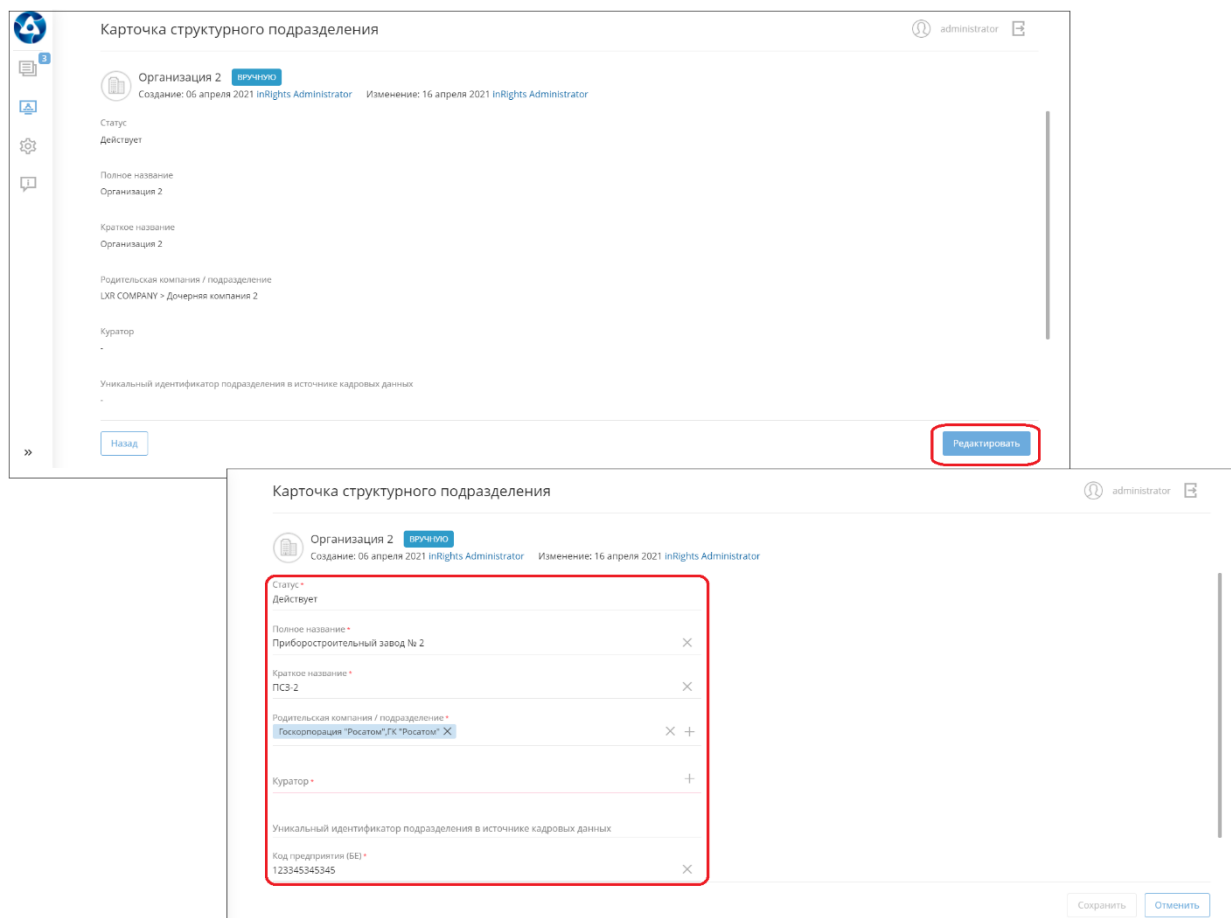 Карточка структурного подразделения
administrator
3
Организация 2 ВРУЧНУЮ
Создание: 06 апреля 2021 inRights Administrator Изменение: 16 апреля 2021 inRights Administrator
Статус
Действует
Полное название
Организация 2
Краткое название
Организация 2
Родительская компания / подразделение
LXR COMPANY > Дочерняя компания 2
Куратор
-
Уникальный идентификатор подразделения в источнике кадровых данных
-
Назад
Редактировать
»
Карточка структурного подразделения
administrator
Организация 2 ВРУЧНУЮ
Создание: 06 апреля 2021 inRights Administrator Изменение: 16 апреля 2021 inRights Administrator
Статус *
Действует
Полное название *
Приборостроительный завод № 2
Краткое название *
ПСЗ-2
Родительская компания / подразделение *
Госкорпорация "Росатом",ГК "Росатом"
Куратор *
Уникальный идентификатор подразделения в источнике кадровых данных
Код предприятия (БЕ) *
123345345345
Сохранить
Отменить